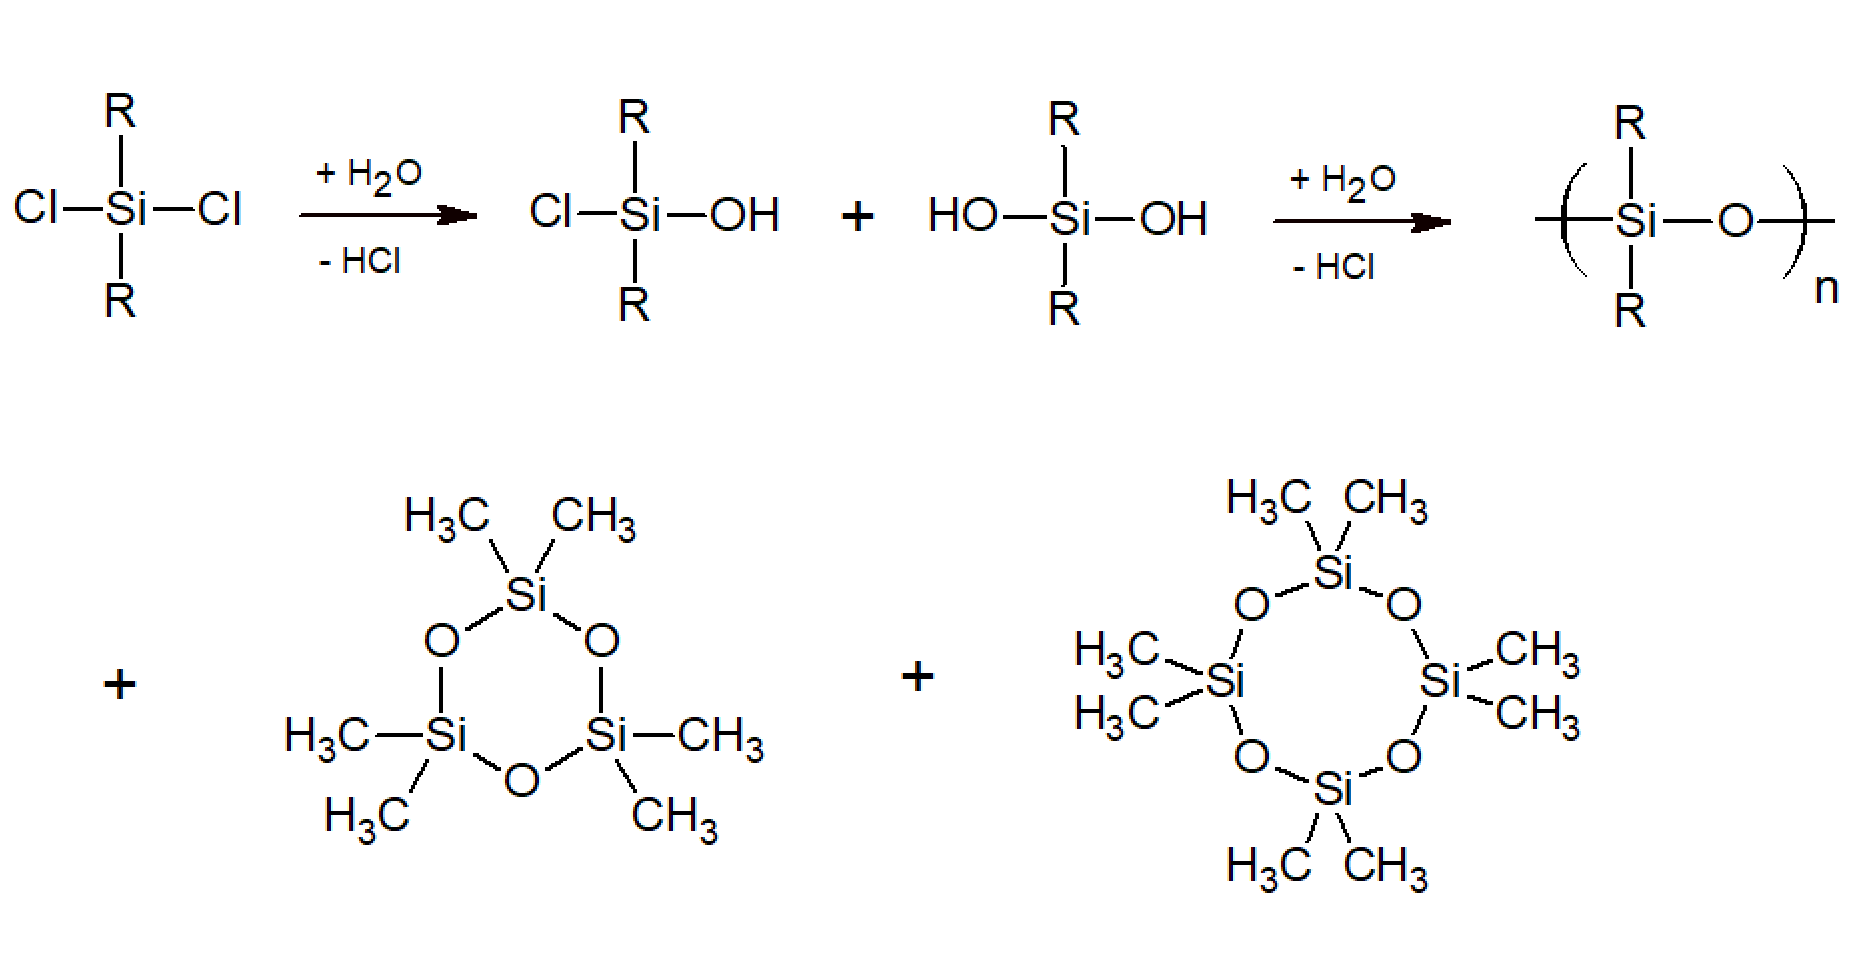 R R R R
Cl—Si—Cl + H2O Cl—Si—OH + HO—Si—OH + H2O ( Si—O ) n
- HCl - HCl
R R R R
H3C CH3 H3C CH3
Si Si
O O O O
H3C Si Si CH3
H3C CH3
+ H3C Si Si CH3 +
O O O
H3C CH3 Si
H3C CH3